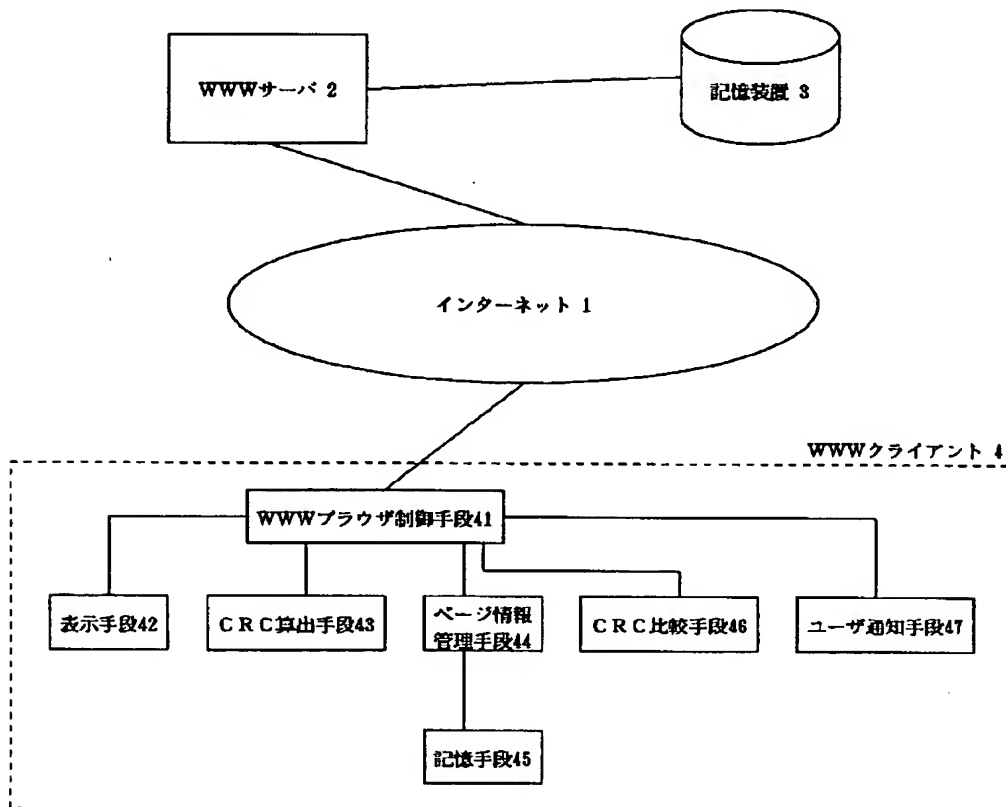 WWWサーバ 2
記憶装置 3
インターネット 1
WWWクライアント 4
WWWブラウザ制御手段41
表示手段42
CRC算出手段43
ページ情報
管理手段44
CRC比較手段46
ユーザ通知手段47
記憶手段45